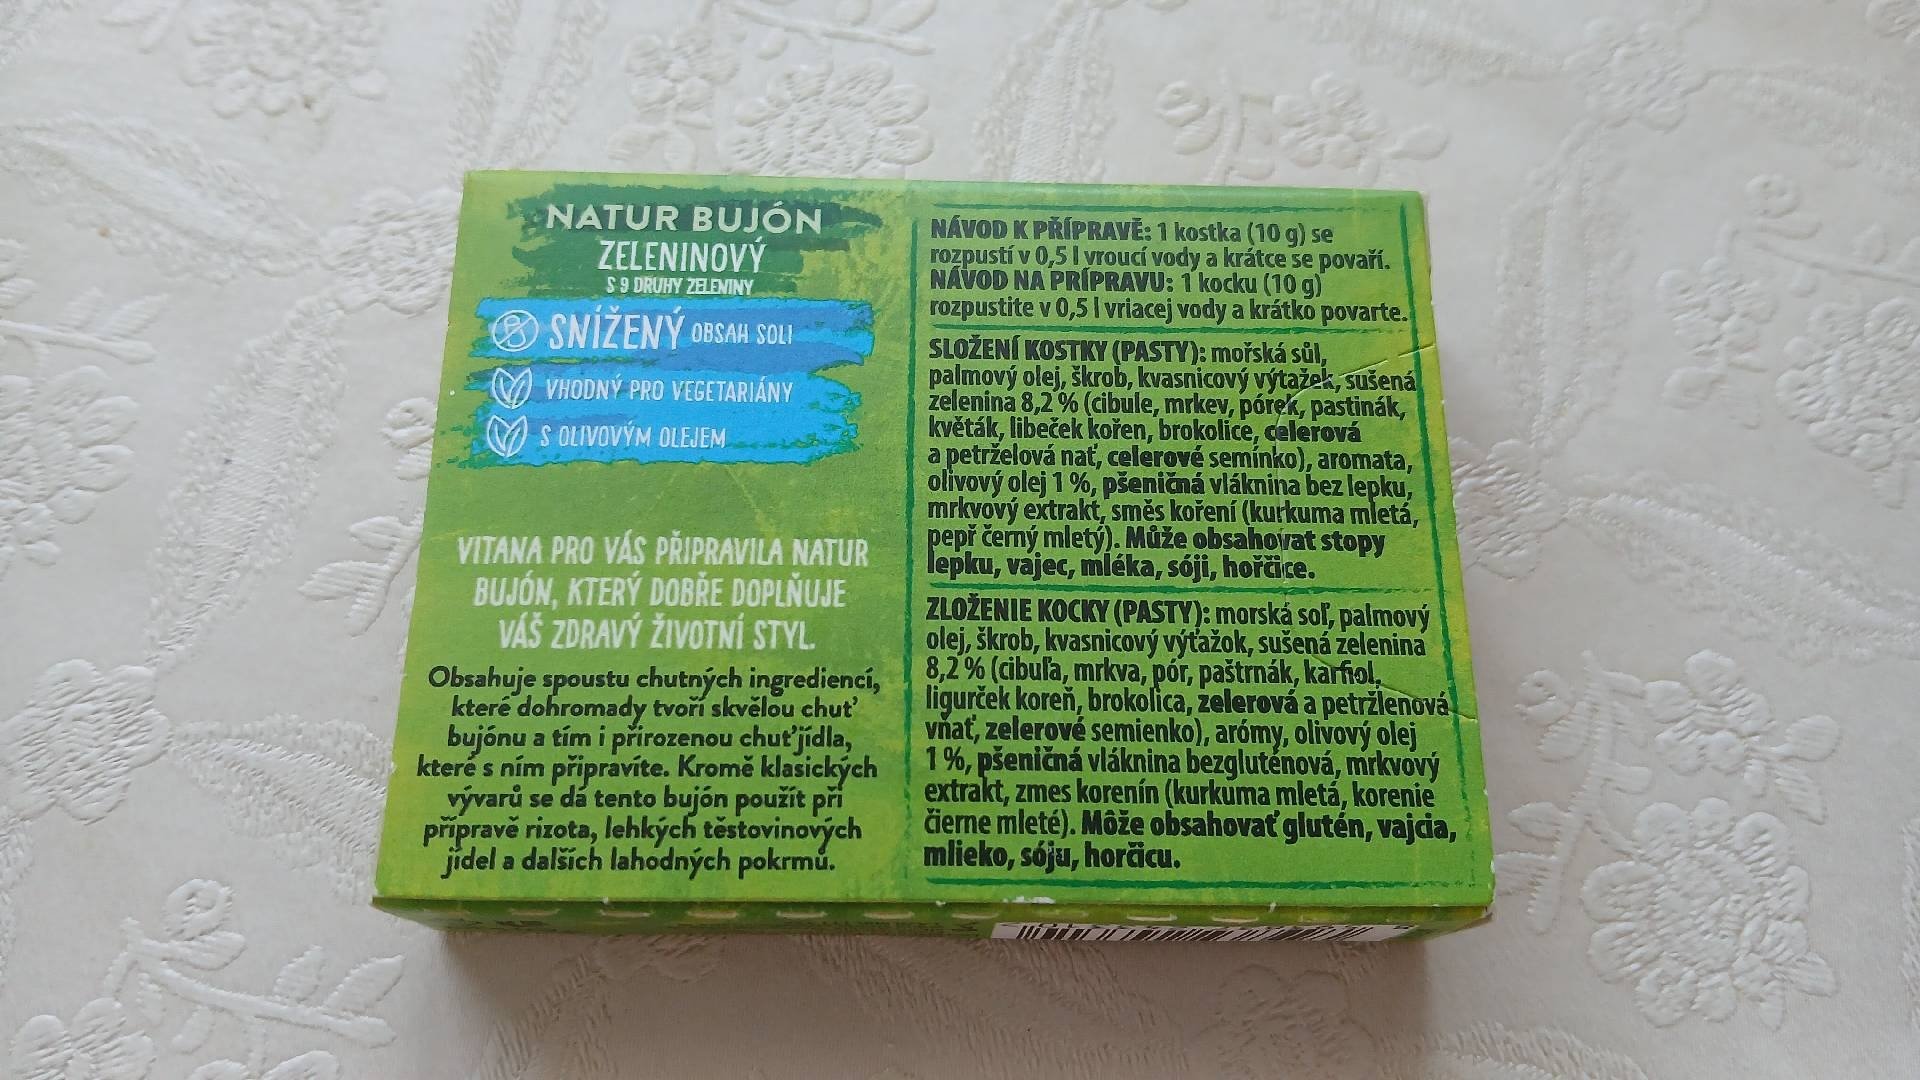 NATUR BUJÓN
ZELENINOVÝ
S 9 DRUHY ZELENINY
SNÍŽENÝ OBSAH SOLI
VHODNÝ PRO VEGETARIÁNY
S OLIVOVÝM OLEJEM
VITANA PRO VÁS PŘIPRAVILA NATUR
BUJÓN, KTERÝ DOBŘE DOPLŇUJE
VÁŠ ZDRAVÝ ŽIVOTNÍ STYL.
Obsahuje spoustu chutných ingrediencí,
které dohromady tvoří skvělou chuť
bujónu a tím i přirozenou chuť jídla,
které s ním připravíte. Kromě klasických
vývarů se dá tento bujón použít při
přípravě rizota, lehkých těstovinových
jídel a dalších lahodných pokrmů.
NÁVOD K PŘÍPRAVĚ: 1 kostka (10 g) se
rozpustí v 0,5 l vroucí vody a krátce se povaří.
NÁVOD NA PRÍPRAVU: 1 kocku (10 g)
rozpustite v 0,5 l vriacej vody a krátko povarte.
SLOŽENÍ KOSTKY (PASTY): mořská sůl,
palmový olej, škrob, kvasnicový výtažek, sušená
zelenina 8,2 % (cibule, mrkev, pórek, pastinák,
květák, libeček kořen, brokolice, celerová
a petrželová nať, celerové semínko), aromata,
olivový olej 1 %, pšeničná vláknina bez lepku,
mrkvový extrakt, směs koření (kurkuma mletá,
pepř černý mletý). Může obsahovat stopy
lepku, vajec, mléka, sóji, hořčice.
ZLOŽENIE KOCKY (PASTY): morská soľ, palmový
olej, škrob, kvasnicový výťažok, sušená zelenina
8,2 % (cibuľa, mrkva, pór, paštrnák, karfiol,
ligurček koreň, brokolica, zelerová a petržlenová
vňať, zelerové semienko), arómy, olivový olej
1 %, pšeničná vláknina bezgluténová, mrkvový
extrakt, zmes korenín (kurkuma mletá, korenie
čierne mleté). Môže obsahovať glutén, vajcia,
mlieko, sóju, horčicu.